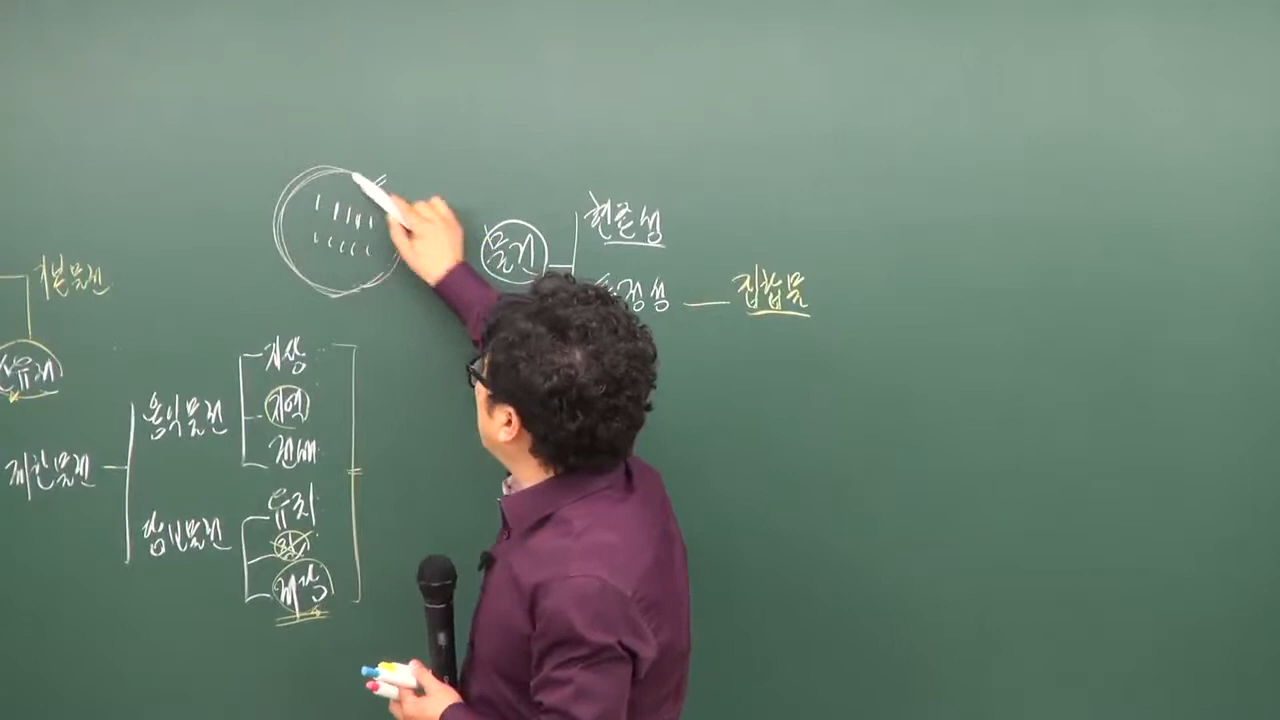 기본물권
제한물권
용익물권
지상
지역
전세
담보물권
유치
저당
물건
현존성
특정성 — 집합물